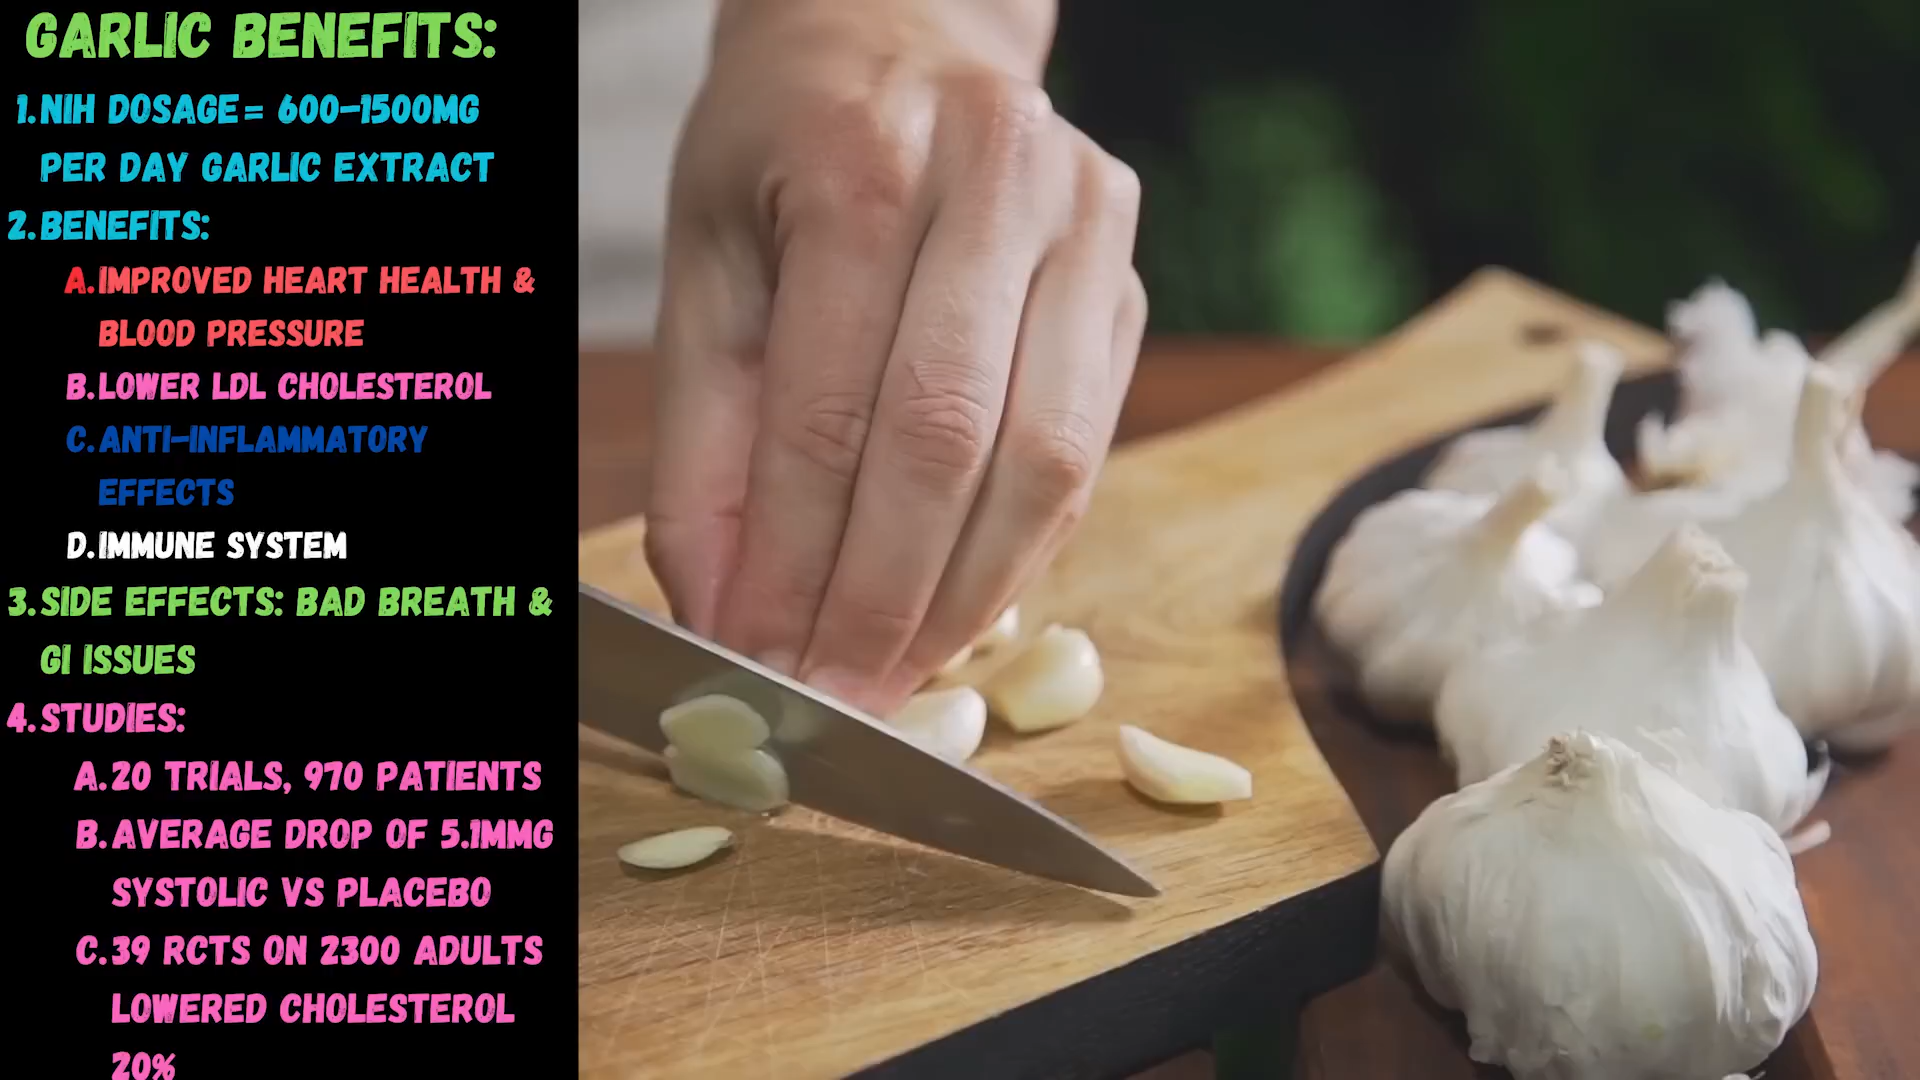 GARLIC BENEFITS:
1. NIH DOSAGE= 600-1500MG
PER DAY GARLIC EXTRACT
2. BENEFITS:
A. IMPROVED HEART HEALTH &
BLOOD PRESSURE
B. LOWER LDL CHOLESTEROL
C. ANTI-INFLAMMATORY
EFFECTS
D. IMMUNE SYSTEM
3. SIDE EFFECTS: BAD BREATH &
GI ISSUES
4. STUDIES:
A. 20 TRIALS, 970 PATIENTS
B. AVERAGE DROP OF 5.1MMG
SYSTOLIC VS PLACEBO
C. 39 RCTS ON 2300 ADULTS
LOWERED CHOLESTEROL
20%